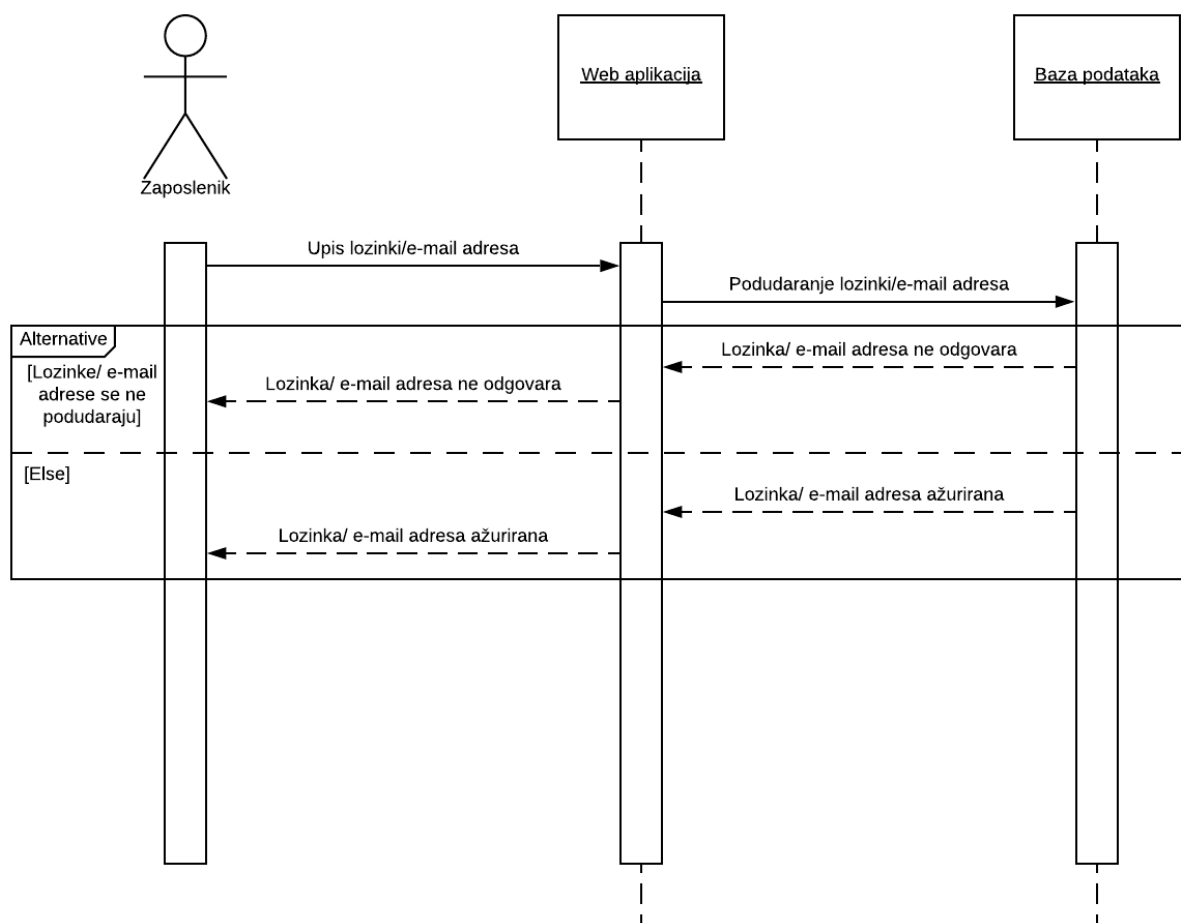 Web aplikacija
Baza podataka
Zaposlenik
Upis lozinki/e-mail adresa
Podudaranje lozinki/e-mail adresa
Alternative
[Lozinke/ e-mail
adrese se ne
podudaraju]
Lozinka/ e-mail adresa ne odgovara
Lozinka/ e-mail adresa ne odgovara
[Else]
Lozinka/ e-mail adresa ažurirana
Lozinka/ e-mail adresa ažurirana